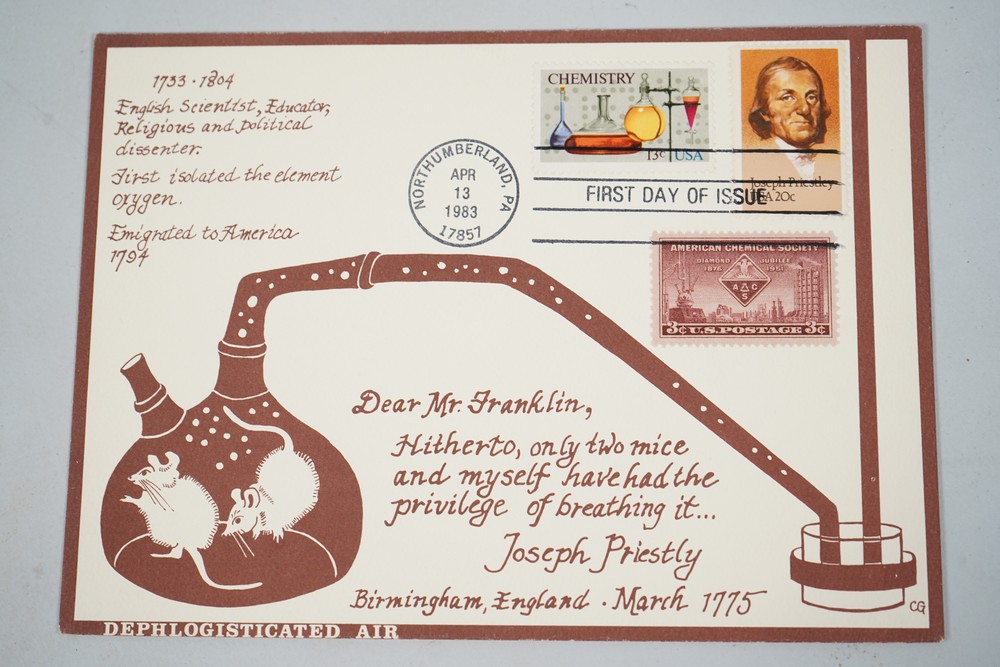 1733 · 1804
English Scientist, Educator,
Religious and political
dissenter.
First isolated the element
oxygen.
Emigrated to America
1794
CHEMISTRY
13c USA
Joseph Priestley
USA 20c
NORTHUMBERLAND, PA
APR
13
1983
17857
FIRST DAY OF ISSUE
AMERICAN CHEMICAL SOCIETY
DIAMOND JUBILEE
1876 1951
A C S
3¢ U.S. POSTAGE 3¢
Dear Mr. Franklin,
Hitherto, only two mice
and myself have had the
privilege of breathing it...
Joseph Priestly
Birmingham, England · March 1775
CG
DEPHLOGISTICATED AIR